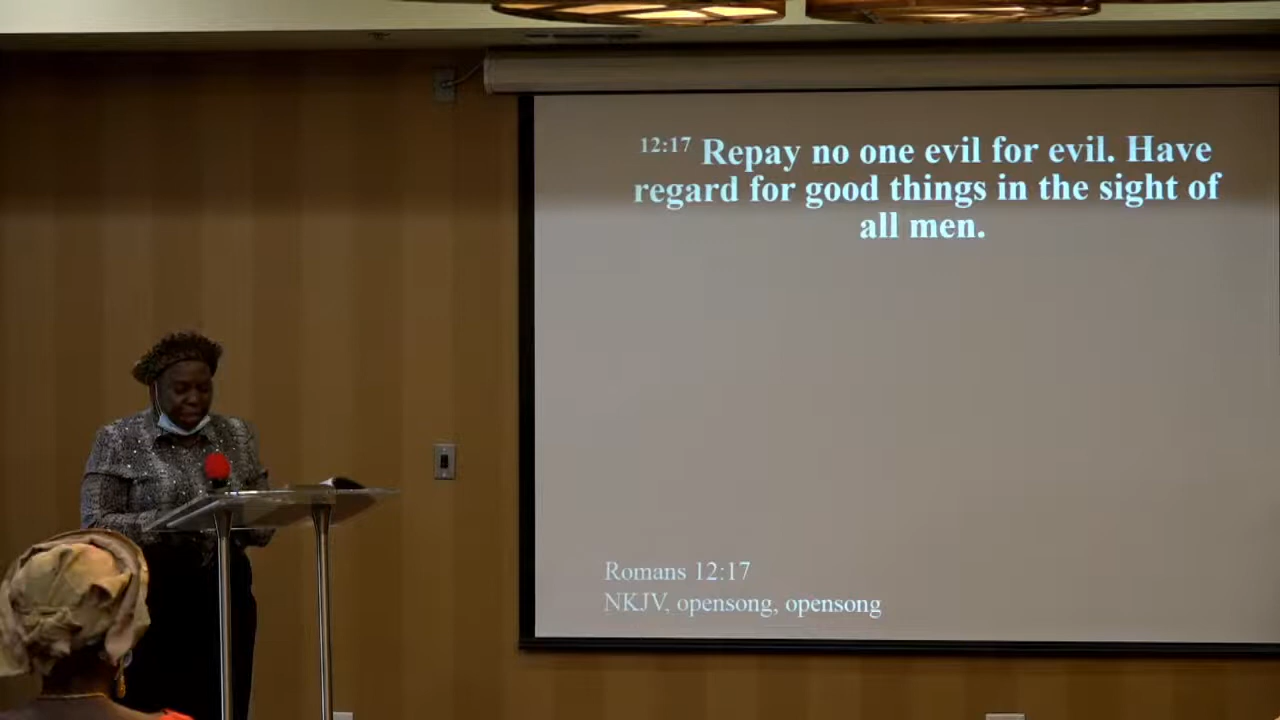 12:17 Repay no one evil for evil. Have
regard for good things in the sight of
all men.
Romans 12:17
NKJV, opensong, opensong